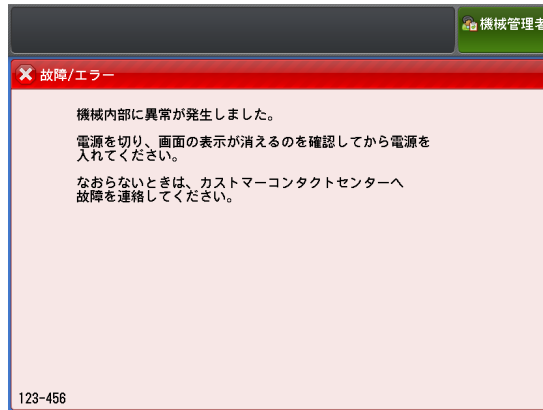 機械管理者
故障/エラー
機械内部に異常が発生しました。
電源を切り、画面の表示が消えるのを確認してから電源を
入れてください。
なおらないときは、カストマーコンタクトセンターへ
故障を連絡してください。
123-456